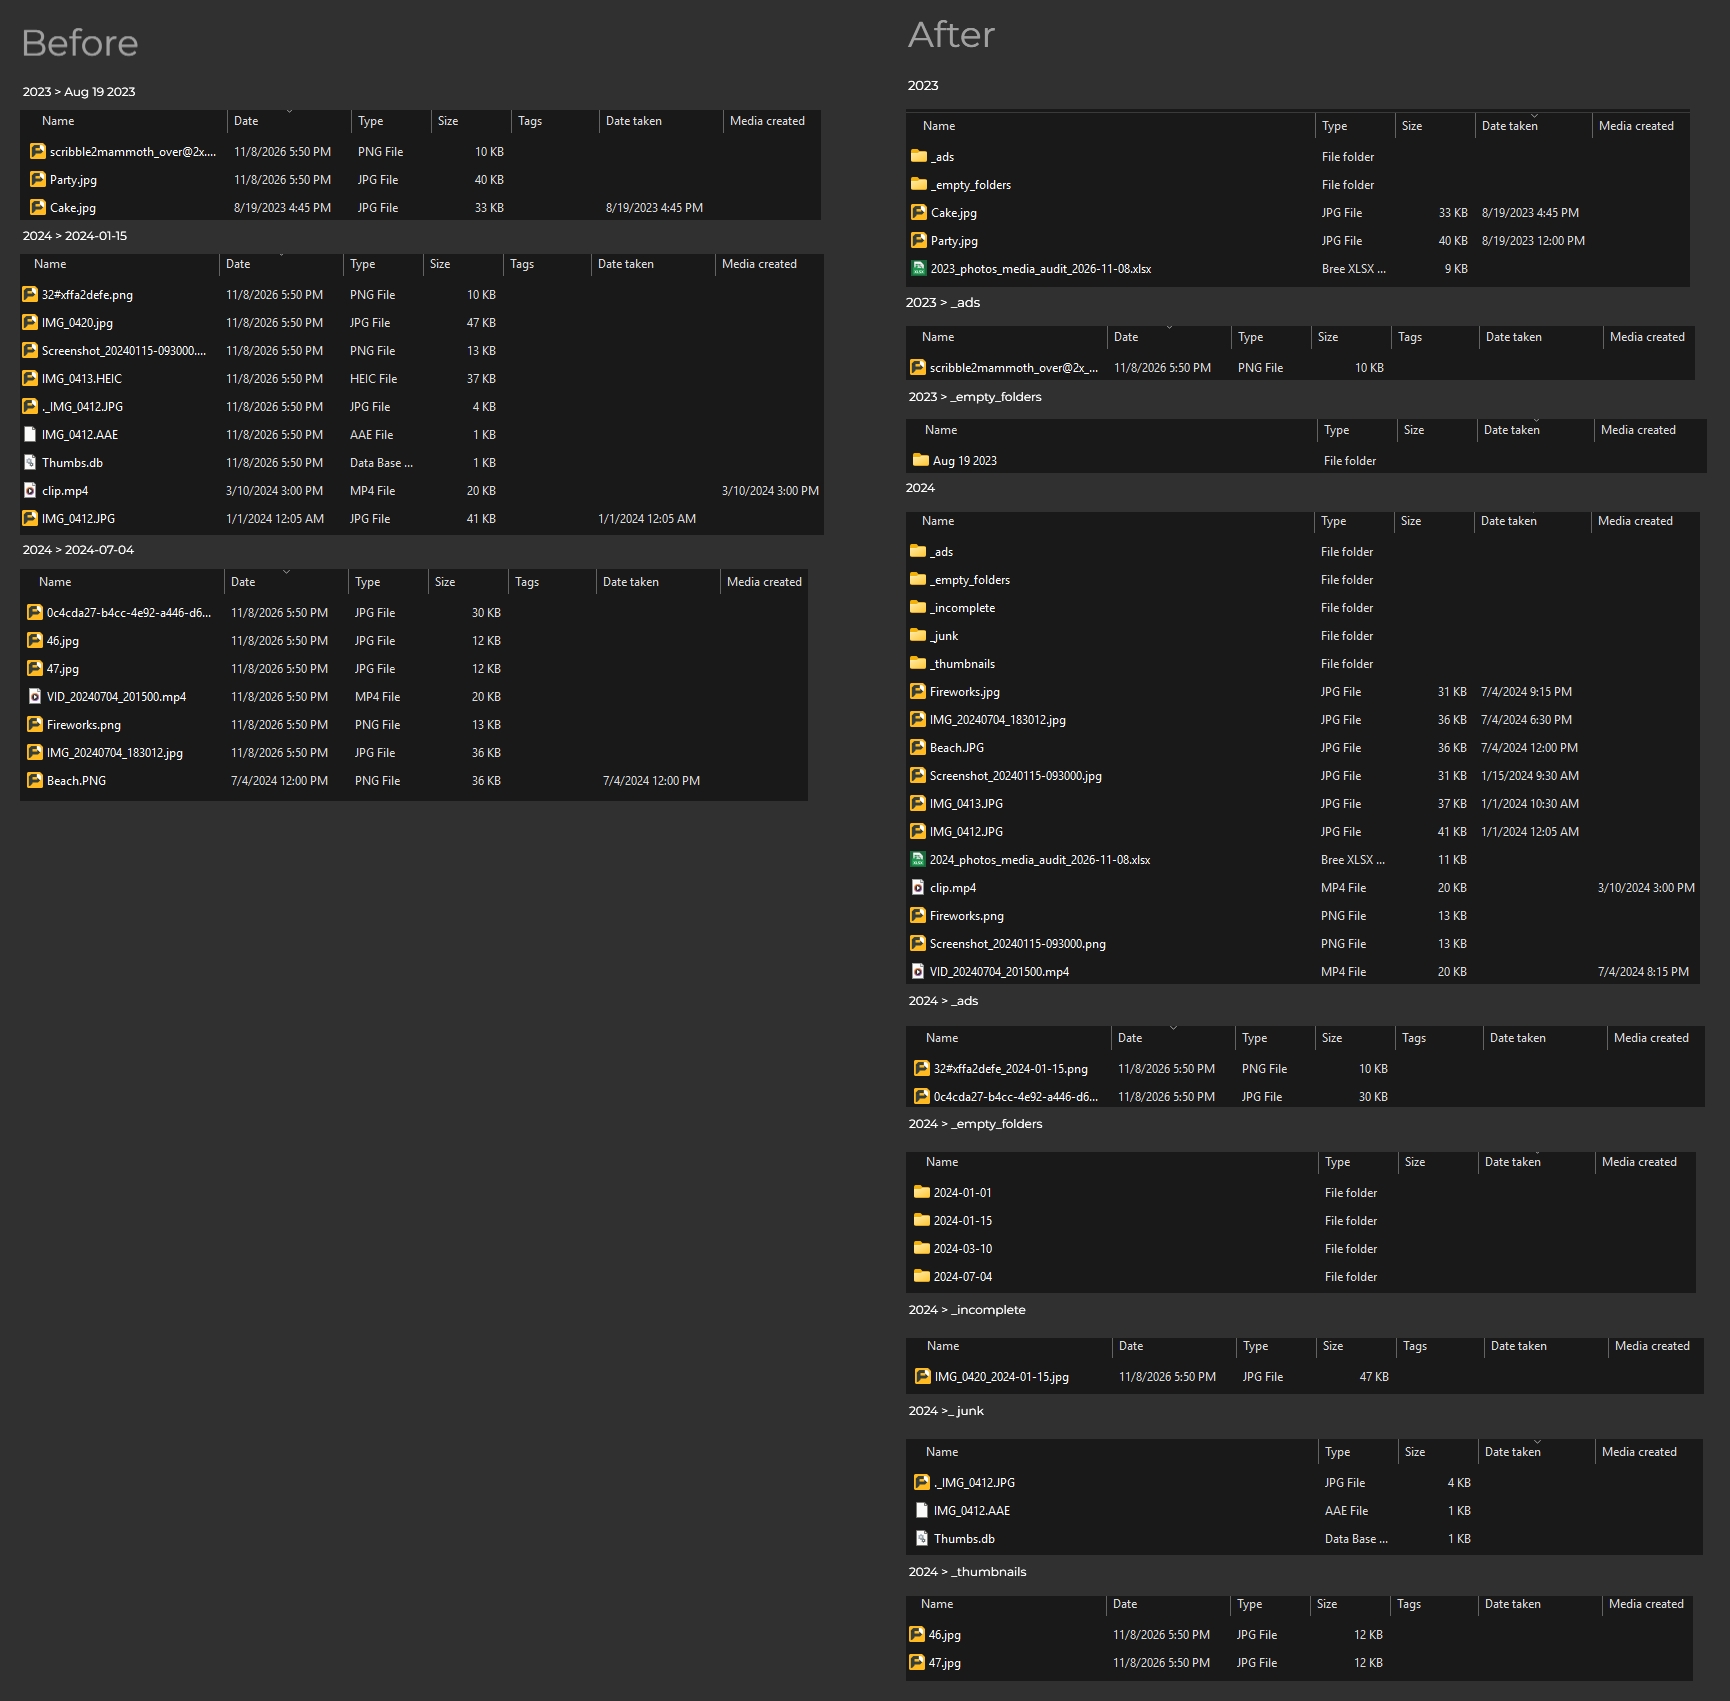 Before
2023 > Aug 19 2023
Name Date Type Size Tags Date taken Media created
scribble2mammoth_over@2x.... 11/8/2026 5:50 PM PNG File 10 KB
Party.jpg 11/8/2026 5:50 PM JPG File 40 KB
Cake.jpg 8/19/2023 4:45 PM JPG File 33 KB 8/19/2023 4:45 PM
2024 > 2024-01-15
Name Date Type Size Tags Date taken Media created
32#xffa2defe.png 11/8/2026 5:50 PM PNG File 10 KB
IMG_0420.jpg 11/8/2026 5:50 PM JPG File 47 KB
Screenshot_20240115-093000.... 11/8/2026 5:50 PM PNG File 13 KB
IMG_0413.HEIC 11/8/2026 5:50 PM HEIC File 37 KB
._IMG_0412.JPG 11/8/2026 5:50 PM JPG File 4 KB
IMG_0412.AAE 11/8/2026 5:50 PM AAE File 1 KB
Thumbs.db 11/8/2026 5:50 PM Data Base ... 1 KB
clip.mp4 3/10/2024 3:00 PM MP4 File 20 KB 3/10/2024 3:00 PM
IMG_0412.JPG 1/1/2024 12:05 AM JPG File 41 KB 1/1/2024 12:05 AM
2024 > 2024-07-04
Name Date Type Size Tags Date taken Media created
0c4cda27-b4cc-4e92-a446-d6... 11/8/2026 5:50 PM JPG File 30 KB
46.jpg 11/8/2026 5:50 PM JPG File 12 KB
47.jpg 11/8/2026 5:50 PM JPG File 12 KB
VID_20240704_201500.mp4 11/8/2026 5:50 PM MP4 File 20 KB
Fireworks.png 11/8/2026 5:50 PM PNG File 13 KB
IMG_20240704_183012.jpg 11/8/2026 5:50 PM JPG File 36 KB
Beach.PNG 7/4/2024 12:00 PM PNG File 36 KB 7/4/2024 12:00 PM
After
2023
Name Type Size Date taken Media created
_ads File folder
_empty_folders File folder
Cake.jpg JPG File 33 KB 8/19/2023 4:45 PM
Party.jpg JPG File 40 KB 8/19/2023 12:00 PM
2023_photos_media_audit_2026-11-08.xlsx Bree XLSX ... 9 KB
2023 > _ads
Name Date Type Size Tags Date taken Media created
scribble2mammoth_over@2x_... 11/8/2026 5:50 PM PNG File 10 KB
2023 > _empty_folders
Name Type Size Date taken Media created
Aug 19 2023 File folder
2024
Name Type Size Date taken Media created
_ads File folder
_empty_folders File folder
_incomplete File folder
_junk File folder
_thumbnails File folder
Fireworks.jpg JPG File 31 KB 7/4/2024 9:15 PM
IMG_20240704_183012.jpg JPG File 36 KB 7/4/2024 6:30 PM
Beach.JPG JPG File 36 KB 7/4/2024 12:00 PM
Screenshot_20240115-093000.jpg JPG File 31 KB 1/15/2024 9:30 AM
IMG_0413.JPG JPG File 37 KB 1/1/2024 10:30 AM
IMG_0412.JPG JPG File 41 KB 1/1/2024 12:05 AM
2024_photos_media_audit_2026-11-08.xlsx Bree XLSX ... 11 KB
clip.mp4 MP4 File 20 KB 3/10/2024 3:00 PM
Fireworks.png PNG File 13 KB
Screenshot_20240115-093000.png PNG File 13 KB
VID_20240704_201500.mp4 MP4 File 20 KB 7/4/2024 8:15 PM
2024 > _ads
Name Date Type Size Tags Date taken Media created
32#xffa2defe_2024-01-15.png 11/8/2026 5:50 PM PNG File 10 KB
0c4cda27-b4cc-4e92-a446-d6... 11/8/2026 5:50 PM JPG File 30 KB
2024 > _empty_folders
Name Type Size Date taken Media created
2024-01-01 File folder
2024-01-15 File folder
2024-03-10 File folder
2024-07-04 File folder
2024 > _incomplete
Name Date Type Size Tags Date taken Media created
IMG_0420_2024-01-15.jpg 11/8/2026 5:50 PM JPG File 47 KB
2024 >_ junk
Name Type Size Date taken Media created
._IMG_0412.JPG JPG File 4 KB
IMG_0412.AAE AAE File 1 KB
Thumbs.db Data Base ... 1 KB
2024 > _thumbnails
Name Date Type Size Tags Date taken Media created
46.jpg 11/8/2026 5:50 PM JPG File 12 KB
47.jpg 11/8/2026 5:50 PM JPG File 12 KB